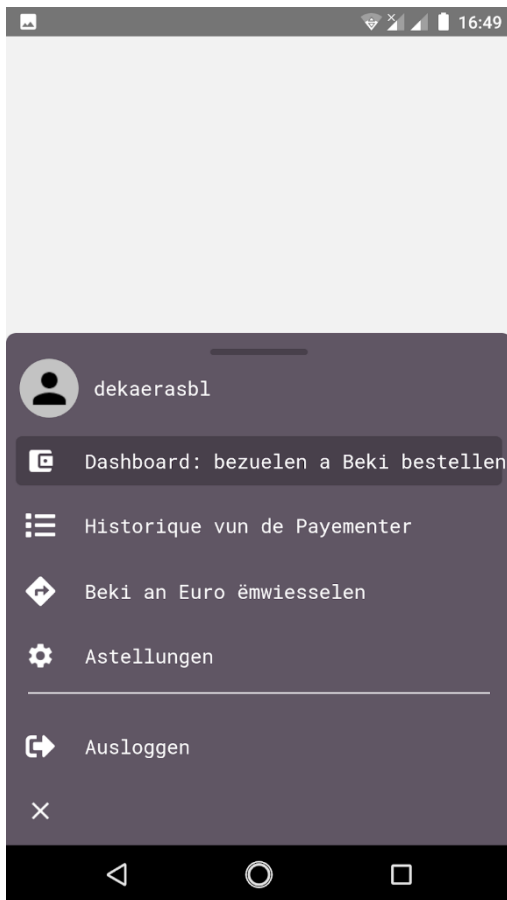 16:49
dekaerasbl
Dashboard: bezuelen a Beki bestellen
Historique vun de Payementer
Beki an Euro ëmwiesselen
Astellungen
Ausloggen